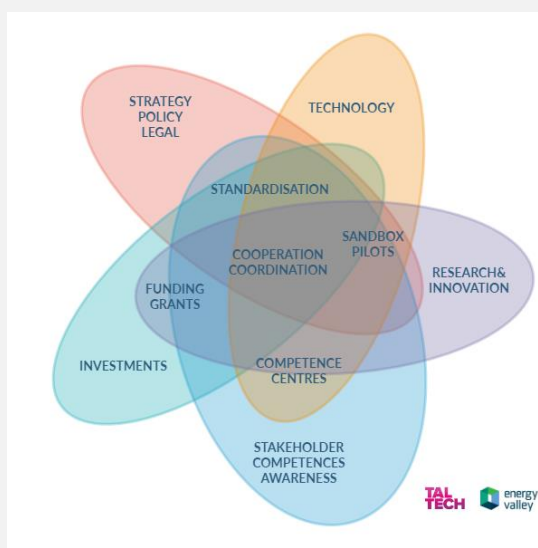 STRATEGY
POLICY
LEGAL
TECHNOLOGY
STANDARDISATION
SANDBOX
PILOTS
COOPERATION
COORDINATION
RESEARCH&
INNOVATION
FUNDING
GRANTS
INVESTMENTS
COMPETENCE
CENTRES
STAKEHOLDER
COMPETENCES
AWARENESS
TAL
TECH
energy
valley